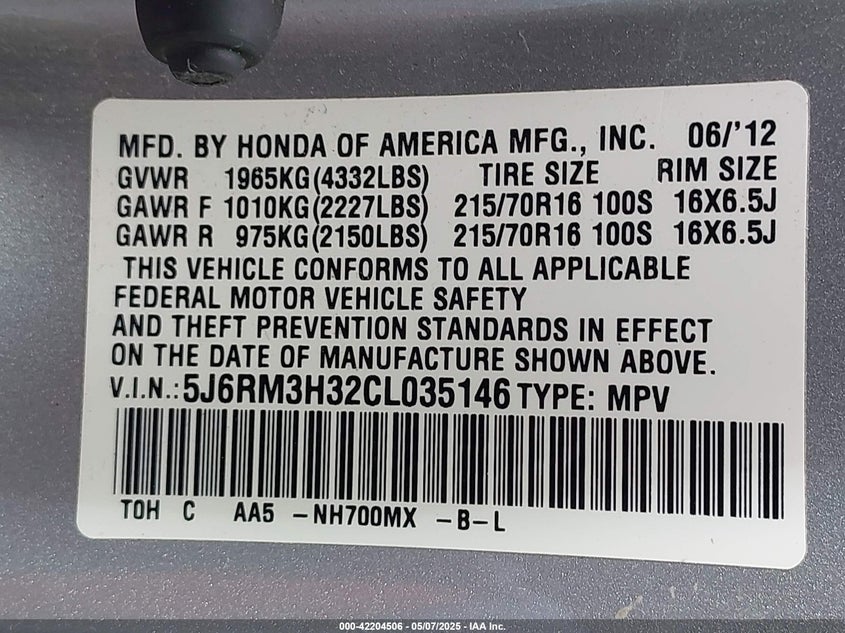 MFD. BY HONDA OF AMERICA MFG., INC. 06/'12
GVWR 1965KG(4332LBS) TIRE SIZE RIM SIZE
GAWR F 1010KG(2227LBS) 215/70R16 100S 16X6.5J
GAWR R 975KG(2150LBS) 215/70R16 100S 16X6.5J
THIS VEHICLE CONFORMS TO ALL APPLICABLE
FEDERAL MOTOR VEHICLE SAFETY
AND THEFT PREVENTION STANDARDS IN EFFECT
ON THE DATE OF MANUFACTURE SHOWN ABOVE.
V.I.N.: 5J6RM3H32CL035146 TYPE: MPV
TOH C AA5 -NH700MX -B-L
000-42204506 - 05/07/2025 - IAA Inc.